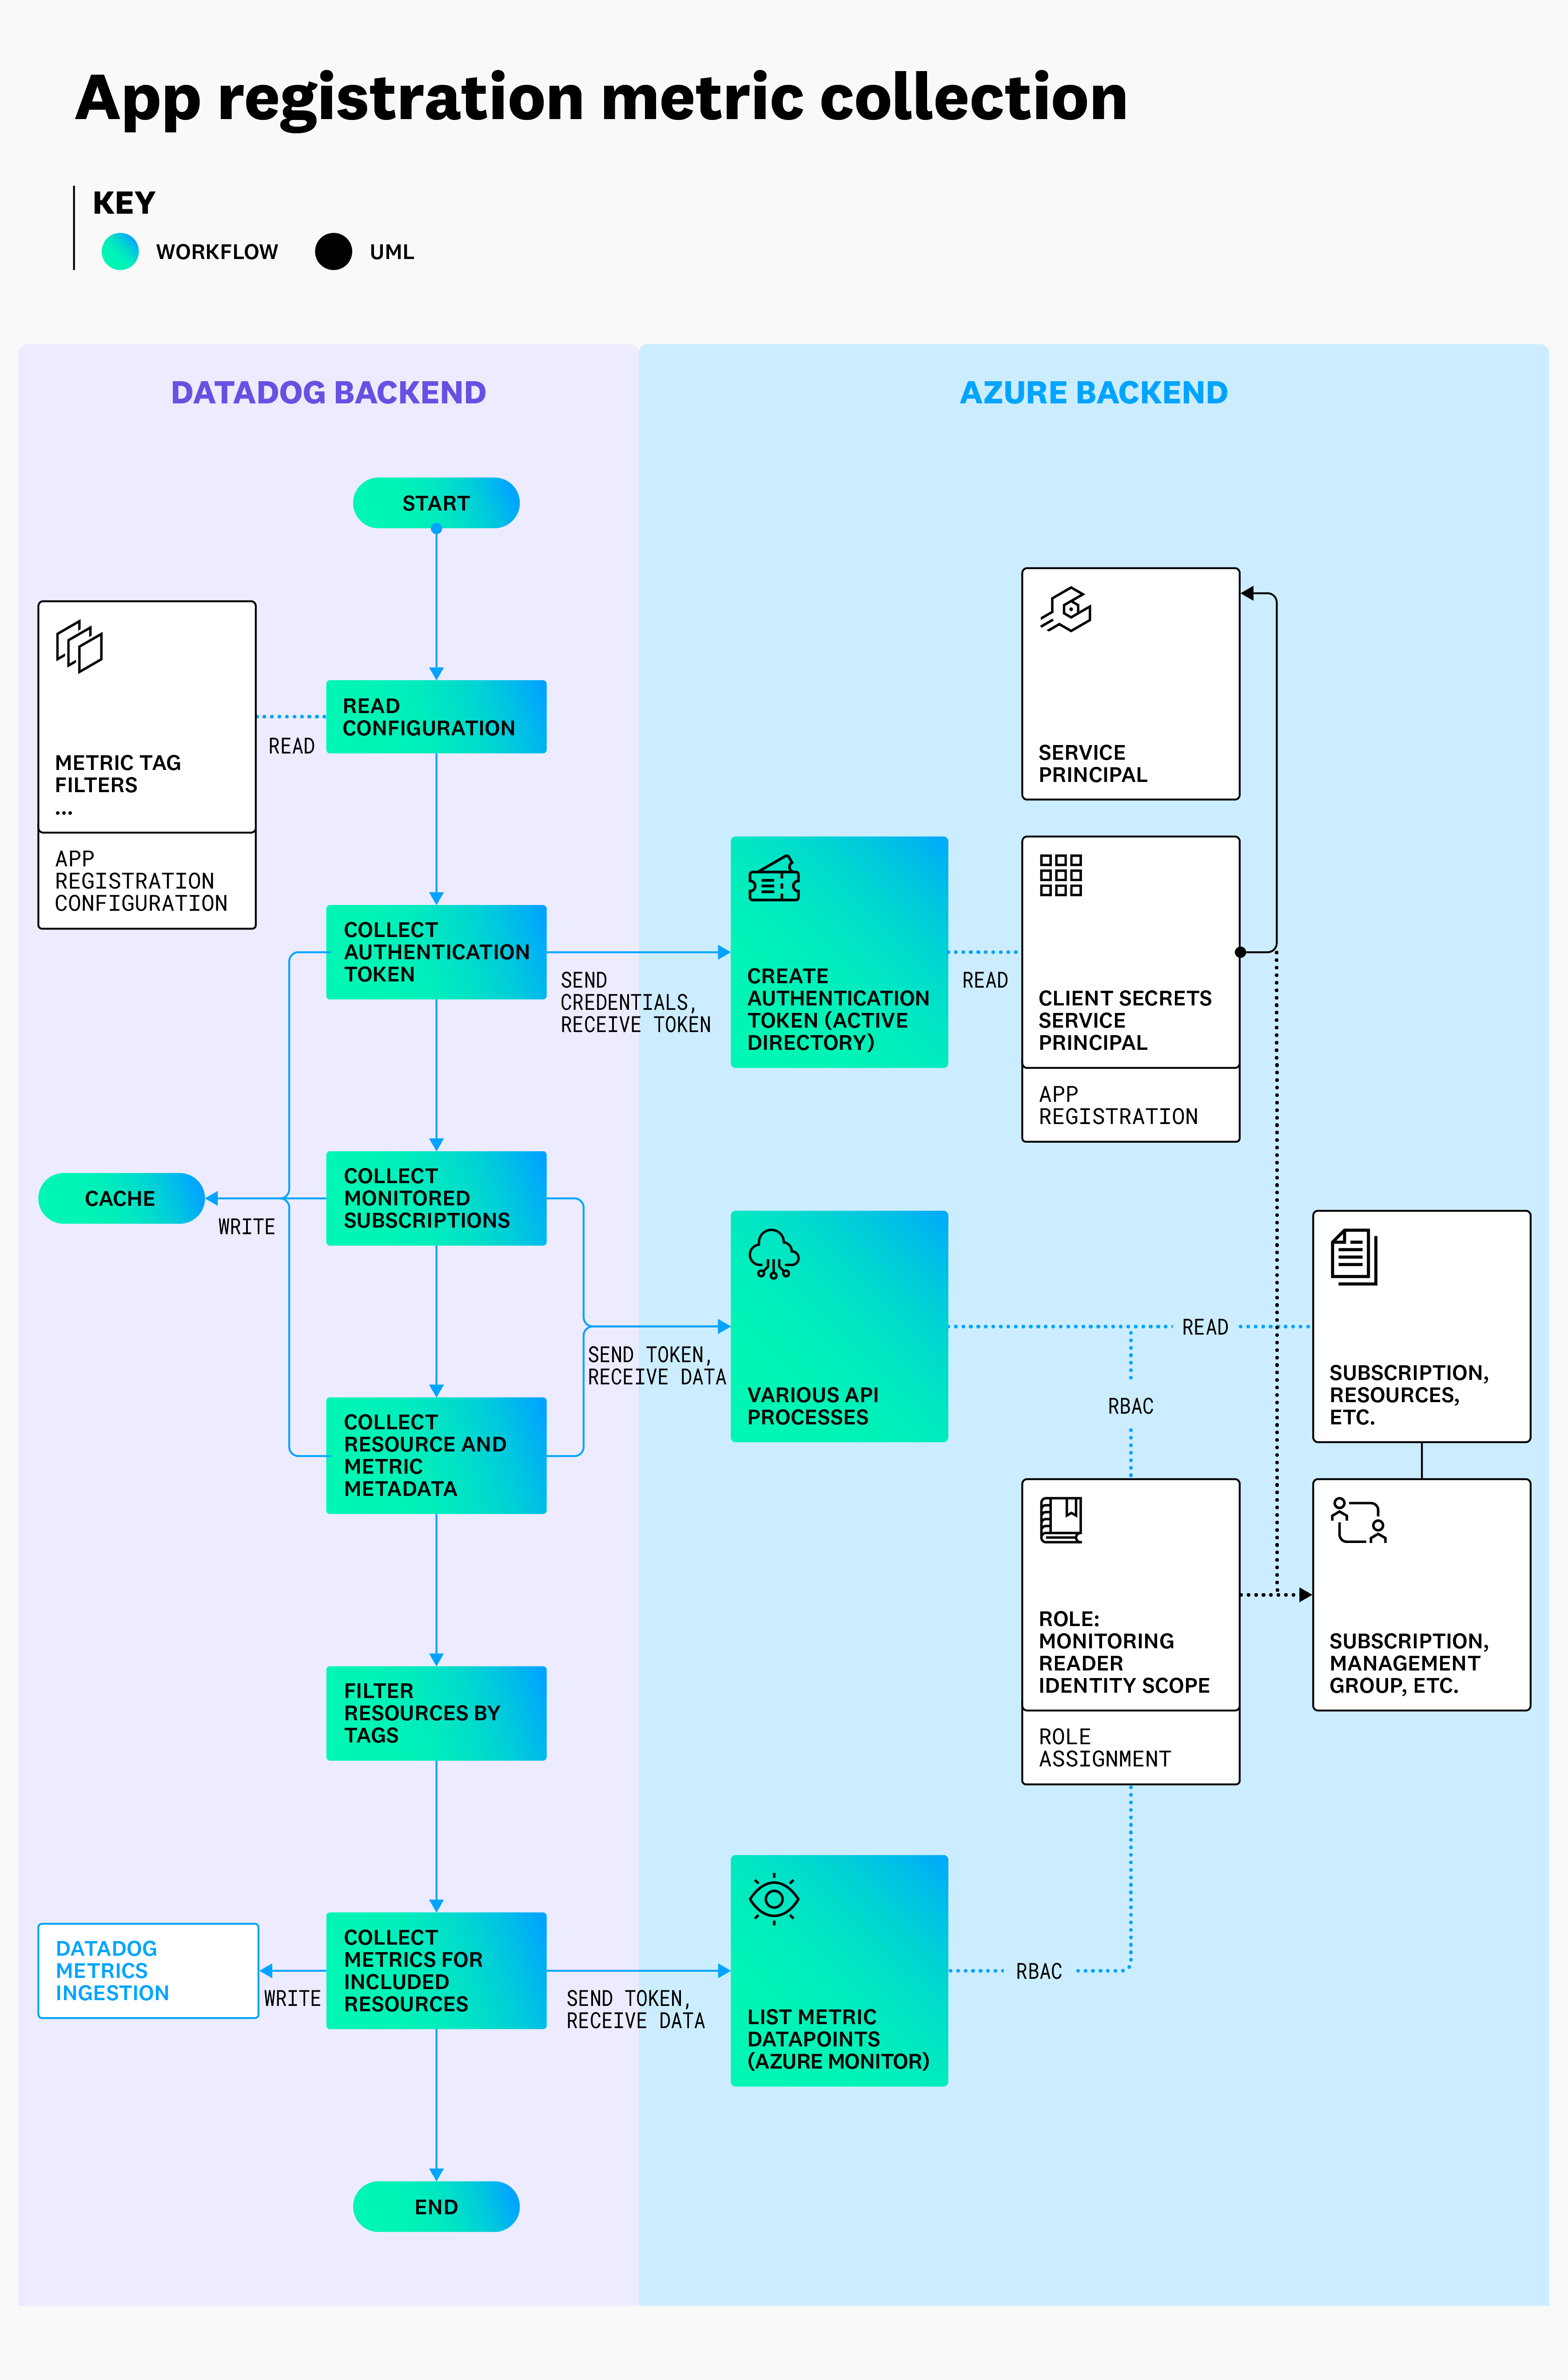 App registration metric collection
KEY
WORKFLOW
UML
DATADOG BACKEND
AZURE BACKEND
START
METRIC TAG
FILTERS
...
APP
REGISTRATION
CONFIGURATION
READ
READ
CONFIGURATION
SERVICE
PRINCIPAL
COLLECT
AUTHENTICATION
TOKEN
SEND
CREDENTIALS,
RECEIVE TOKEN
CREATE
AUTHENTICATION
TOKEN (ACTIVE
DIRECTORY)
READ
CLIENT SECRETS
SERVICE
PRINCIPAL
APP
REGISTRATION
CACHE
WRITE
COLLECT
MONITORED
SUBSCRIPTIONS
SEND TOKEN,
RECEIVE DATA
VARIOUS API
PROCESSES
READ
RBAC
SUBSCRIPTION,
RESOURCES,
ETC.
COLLECT
RESOURCE AND
METRIC
METADATA
ROLE:
MONITORING
READER
IDENTITY SCOPE
ROLE
ASSIGNMENT
SUBSCRIPTION,
MANAGEMENT
GROUP, ETC.
FILTER
RESOURCES BY
TAGS
DATADOG
METRICS
INGESTION
WRITE
COLLECT
METRICS FOR
INCLUDED
RESOURCES
SEND TOKEN,
RECEIVE DATA
LIST METRIC
DATAPOINTS
(AZURE MONITOR)
RBAC
END